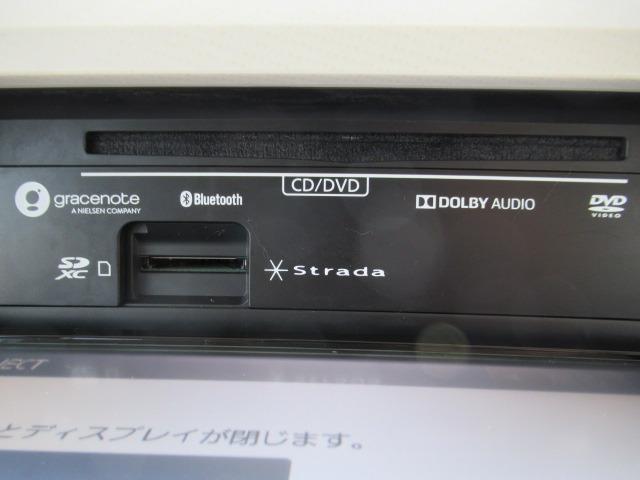 gracenote
A NIELSEN COMPANY
Bluetooth
CD/DVD
DOLBY AUDIO
DVD
VIDEO
SD
XC
Strada
JECT
とディスプレイが閉じます。